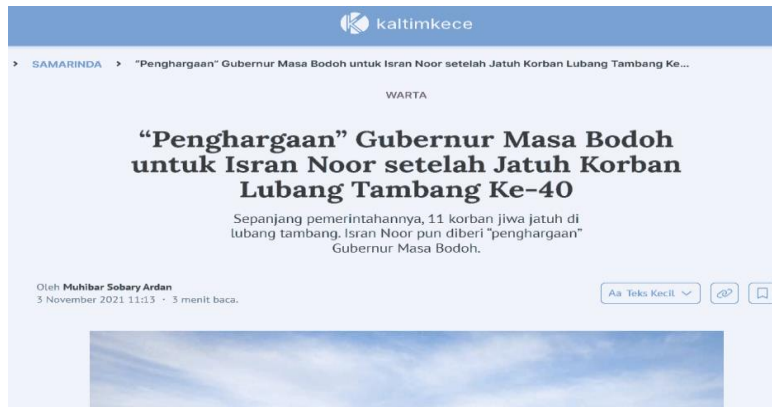 kaltimkece
> SAMARINDA > "Penghargaan" Gubernur Masa Bodoh untuk Isran Noor setelah Jatuh Korban Lubang Tambang Ke...
WARTA
“Penghargaan” Gubernur Masa Bodoh
untuk Isran Noor setelah Jatuh Korban
Lubang Tambang Ke-40
Sepanjang pemerintahannya, 11 korban jiwa jatuh di
lubang tambang. Isran Noor pun diberi "penghargaan"
Gubernur Masa Bodoh.
Oleh Muhibar Sobary Ardan
3 November 2021 11:13 · 3 menit baca.
Aa Teks Kecil